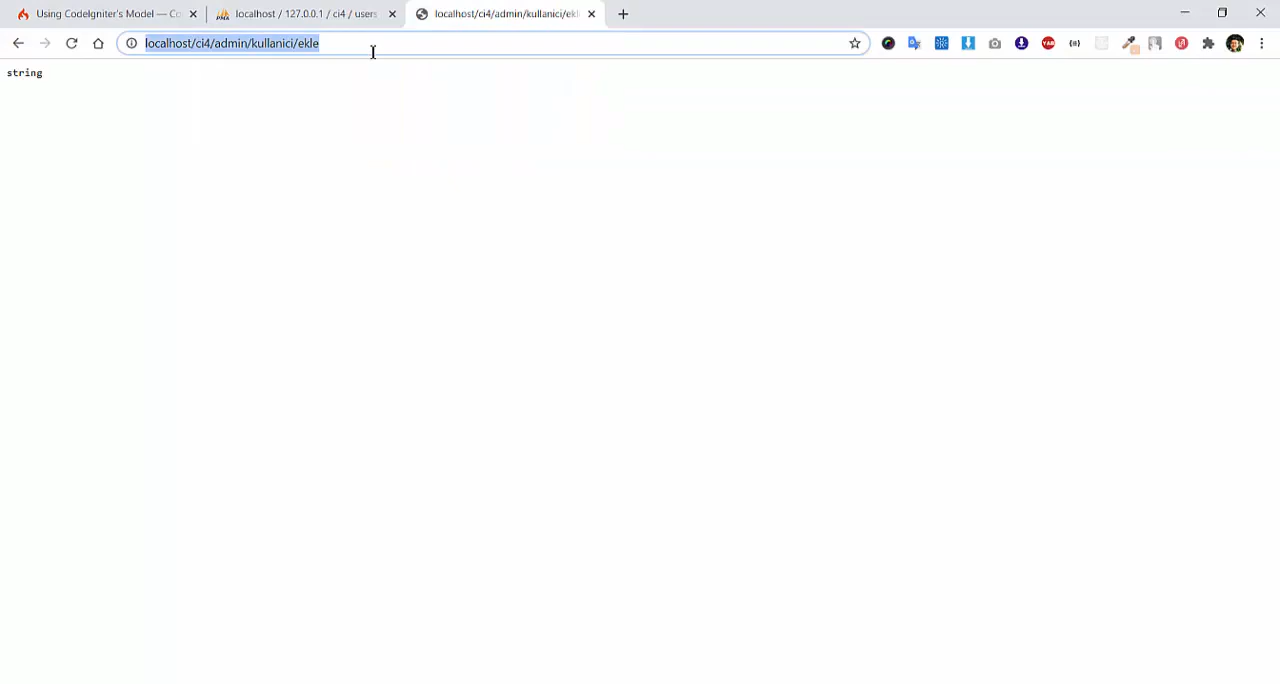 Using CodeIgniter's Model — Co
localhost / 127.0.0.1 / ci4 / users
localhost/ci4/admin/kullanici/ekl
localhost/ci4/admin/kullanici/ekle
string